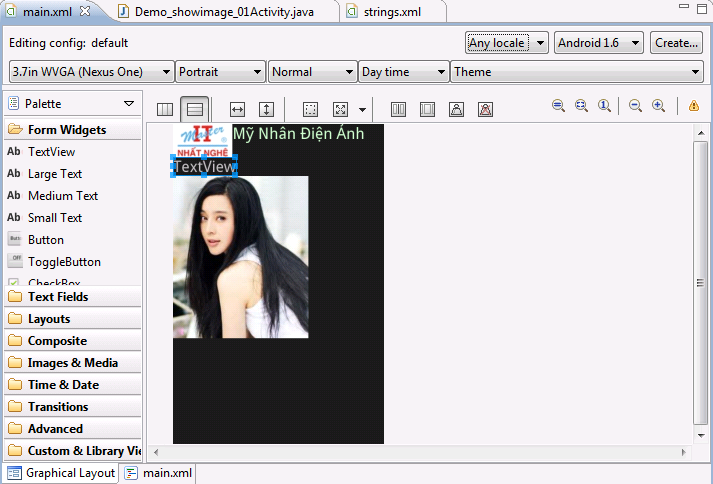 main.xml
Demo_showimage_01Activity.java
strings.xml
Editing config: default
Any locale
Android 1.6
Create...
3.7in WVGA (Nexus One)
Portrait
Normal
Day time
Theme
Palette
Form Widgets
Ab TextView
Ab Large Text
Ab Medium Text
Ab Small Text
Button
OFF ToggleButton
CheckBox
Text Fields
Layouts
Composite
Images & Media
Time & Date
Transitions
Advanced
Custom & Library Vie
Master
NHẤT NGHỆ
Mỹ Nhân Điện Ảnh
TextView
Graphical Layout
main.xml